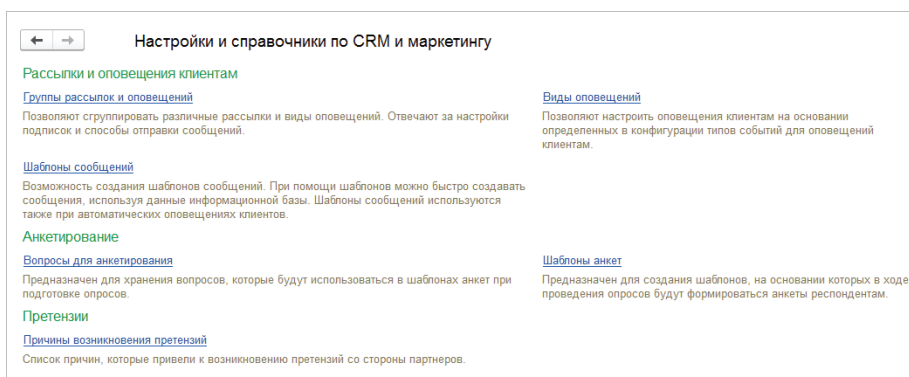 Настройки и справочники по CRM и маркетингу
Рассылки и оповещения клиентам
Группы рассылок и оповещений
Позволяют сгруппировать различные рассылки и виды оповещений. Отвечают за настройки
подписок и способы отправки сообщений.
Виды оповещений
Позволяют настроить оповещения клиентам на основании
определенных в конфигурации типов событий для оповещений
клиентам.
Шаблоны сообщений
Возможность создания шаблонов сообщений. При помощи шаблонов можно быстро создавать
сообщения, используя данные информационной базы. Шаблоны сообщений используются
также при автоматических оповещениях клиентов.
Анкетирование
Вопросы для анкетирования
Предназначен для хранения вопросов, которые будут использоваться в шаблонах анкет при
подготовке опросов.
Шаблоны анкет
Предназначен для создания шаблонов, на основании которых в ходе
проведения опросов будут формироваться анкеты респондентам.
Претензии
Причины возникновения претензий
Список причин, которые привели к возникновению претензий со стороны партнеров.